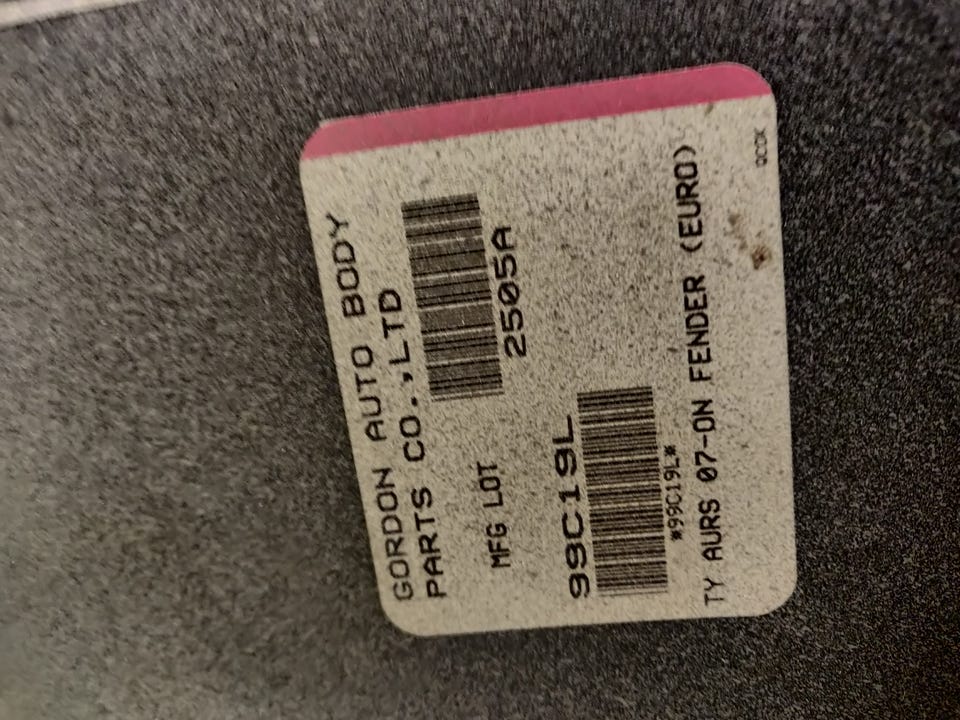 GORDON AUTO BODY
PARTS CO.,LTD
MFG LOT
2505A
99C19L
*99C19L*
TY AURS 07-ON FENDER (EURO)